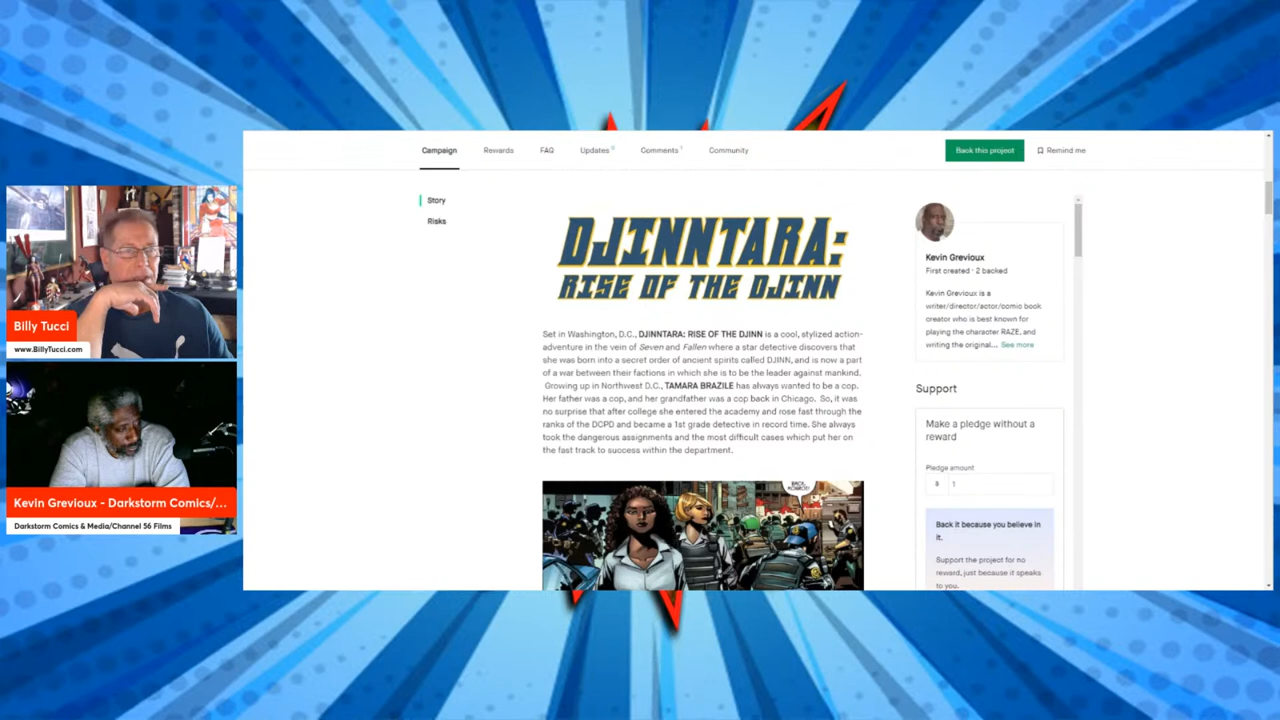 Campaign
Rewards
FAQ
Updates
Comments 1
Community
Back this project
Remind me
Story
Risks
DJINNTARA:
RISE OF THE DJINN
Set in Washington, D.C., DJINNTARA: RISE OF THE DJINN is a cool, stylized action-
adventure in the vein of Seven and Fallen where a star detective discovers that
she was born into a secret order of ancient spirits called DJINN, and is now a part
of a war between their factions in which she is to be the leader against mankind.
Growing up in Northwest D.C., TAMARA BRAZILE has always wanted to be a cop.
Her father was a cop, and her grandfather was a cop back in Chicago. So, it was
no surprise that after college she entered the academy and rose fast through the
ranks of the DCPD and became a 1st grade detective in record time. She always
took the dangerous assignments and the most difficult cases which put her on
the fast track to success within the department.
BACK,
Kevin Grevioux
First created · 2 backed
Kevin Grevioux is a
writer/director/actor/comic book
creator who is best known for
playing the character RAZE, and
writing the original... See more
Support
Make a pledge without a
reward
Pledge amount
1
Back it because you believe in
it.
Support the project for no
reward, just because it speaks
to you.
Billy Tucci
www.BillyTucci.com
Kevin Grevioux - Darkstorm Comics/...
Darkstorm Comics & Media/Channel 56 Films